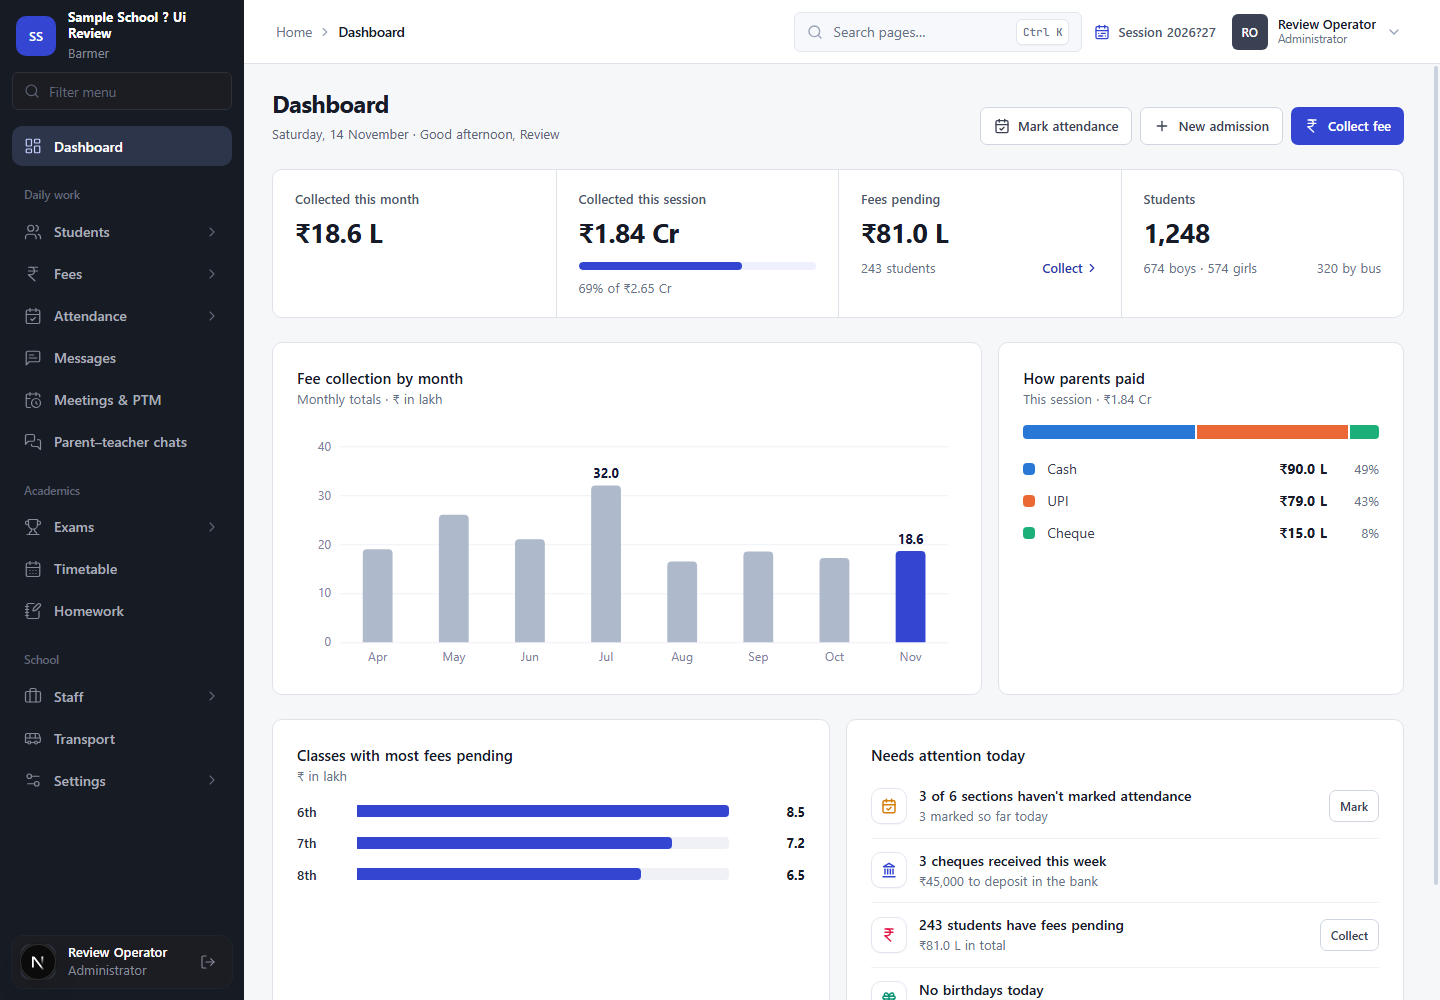 SS
Sample School ? Ui
Review
Barmer
Filter menu
Dashboard
Daily work
Students
Fees
Attendance
Messages
Meetings & PTM
Parent–teacher chats
Academics
Exams
Timetable
Homework
School
Staff
Transport
Settings
N
Review Operator
Administrator
Home > Dashboard
Search pages...
Ctrl K
Session 2026?27
RO
Review Operator
Administrator
Dashboard
Saturday, 14 November · Good afternoon, Review
Mark attendance
New admission
₹ Collect fee
Collected this month
₹18.6 L
Collected this session
₹1.84 Cr
69% of ₹2.65 Cr
Fees pending
₹81.0 L
243 students
Collect
Students
1,248
674 boys · 574 girls
320 by bus
Fee collection by month
Monthly totals · ₹ in lakh
40
30
20
10
0
32.0
18.6
Apr May Jun Jul Aug Sep Oct Nov
How parents paid
This session · ₹1.84 Cr
Cash ₹90.0 L 49%
UPI ₹79.0 L 43%
Cheque ₹15.0 L 8%
Classes with most fees pending
₹ in lakh
6th 8.5
7th 7.2
8th 6.5
Needs attention today
3 of 6 sections haven't marked attendance
3 marked so far today
Mark
3 cheques received this week
₹45,000 to deposit in the bank
₹
243 students have fees pending
₹81.0 L in total
Collect
No birthdays today